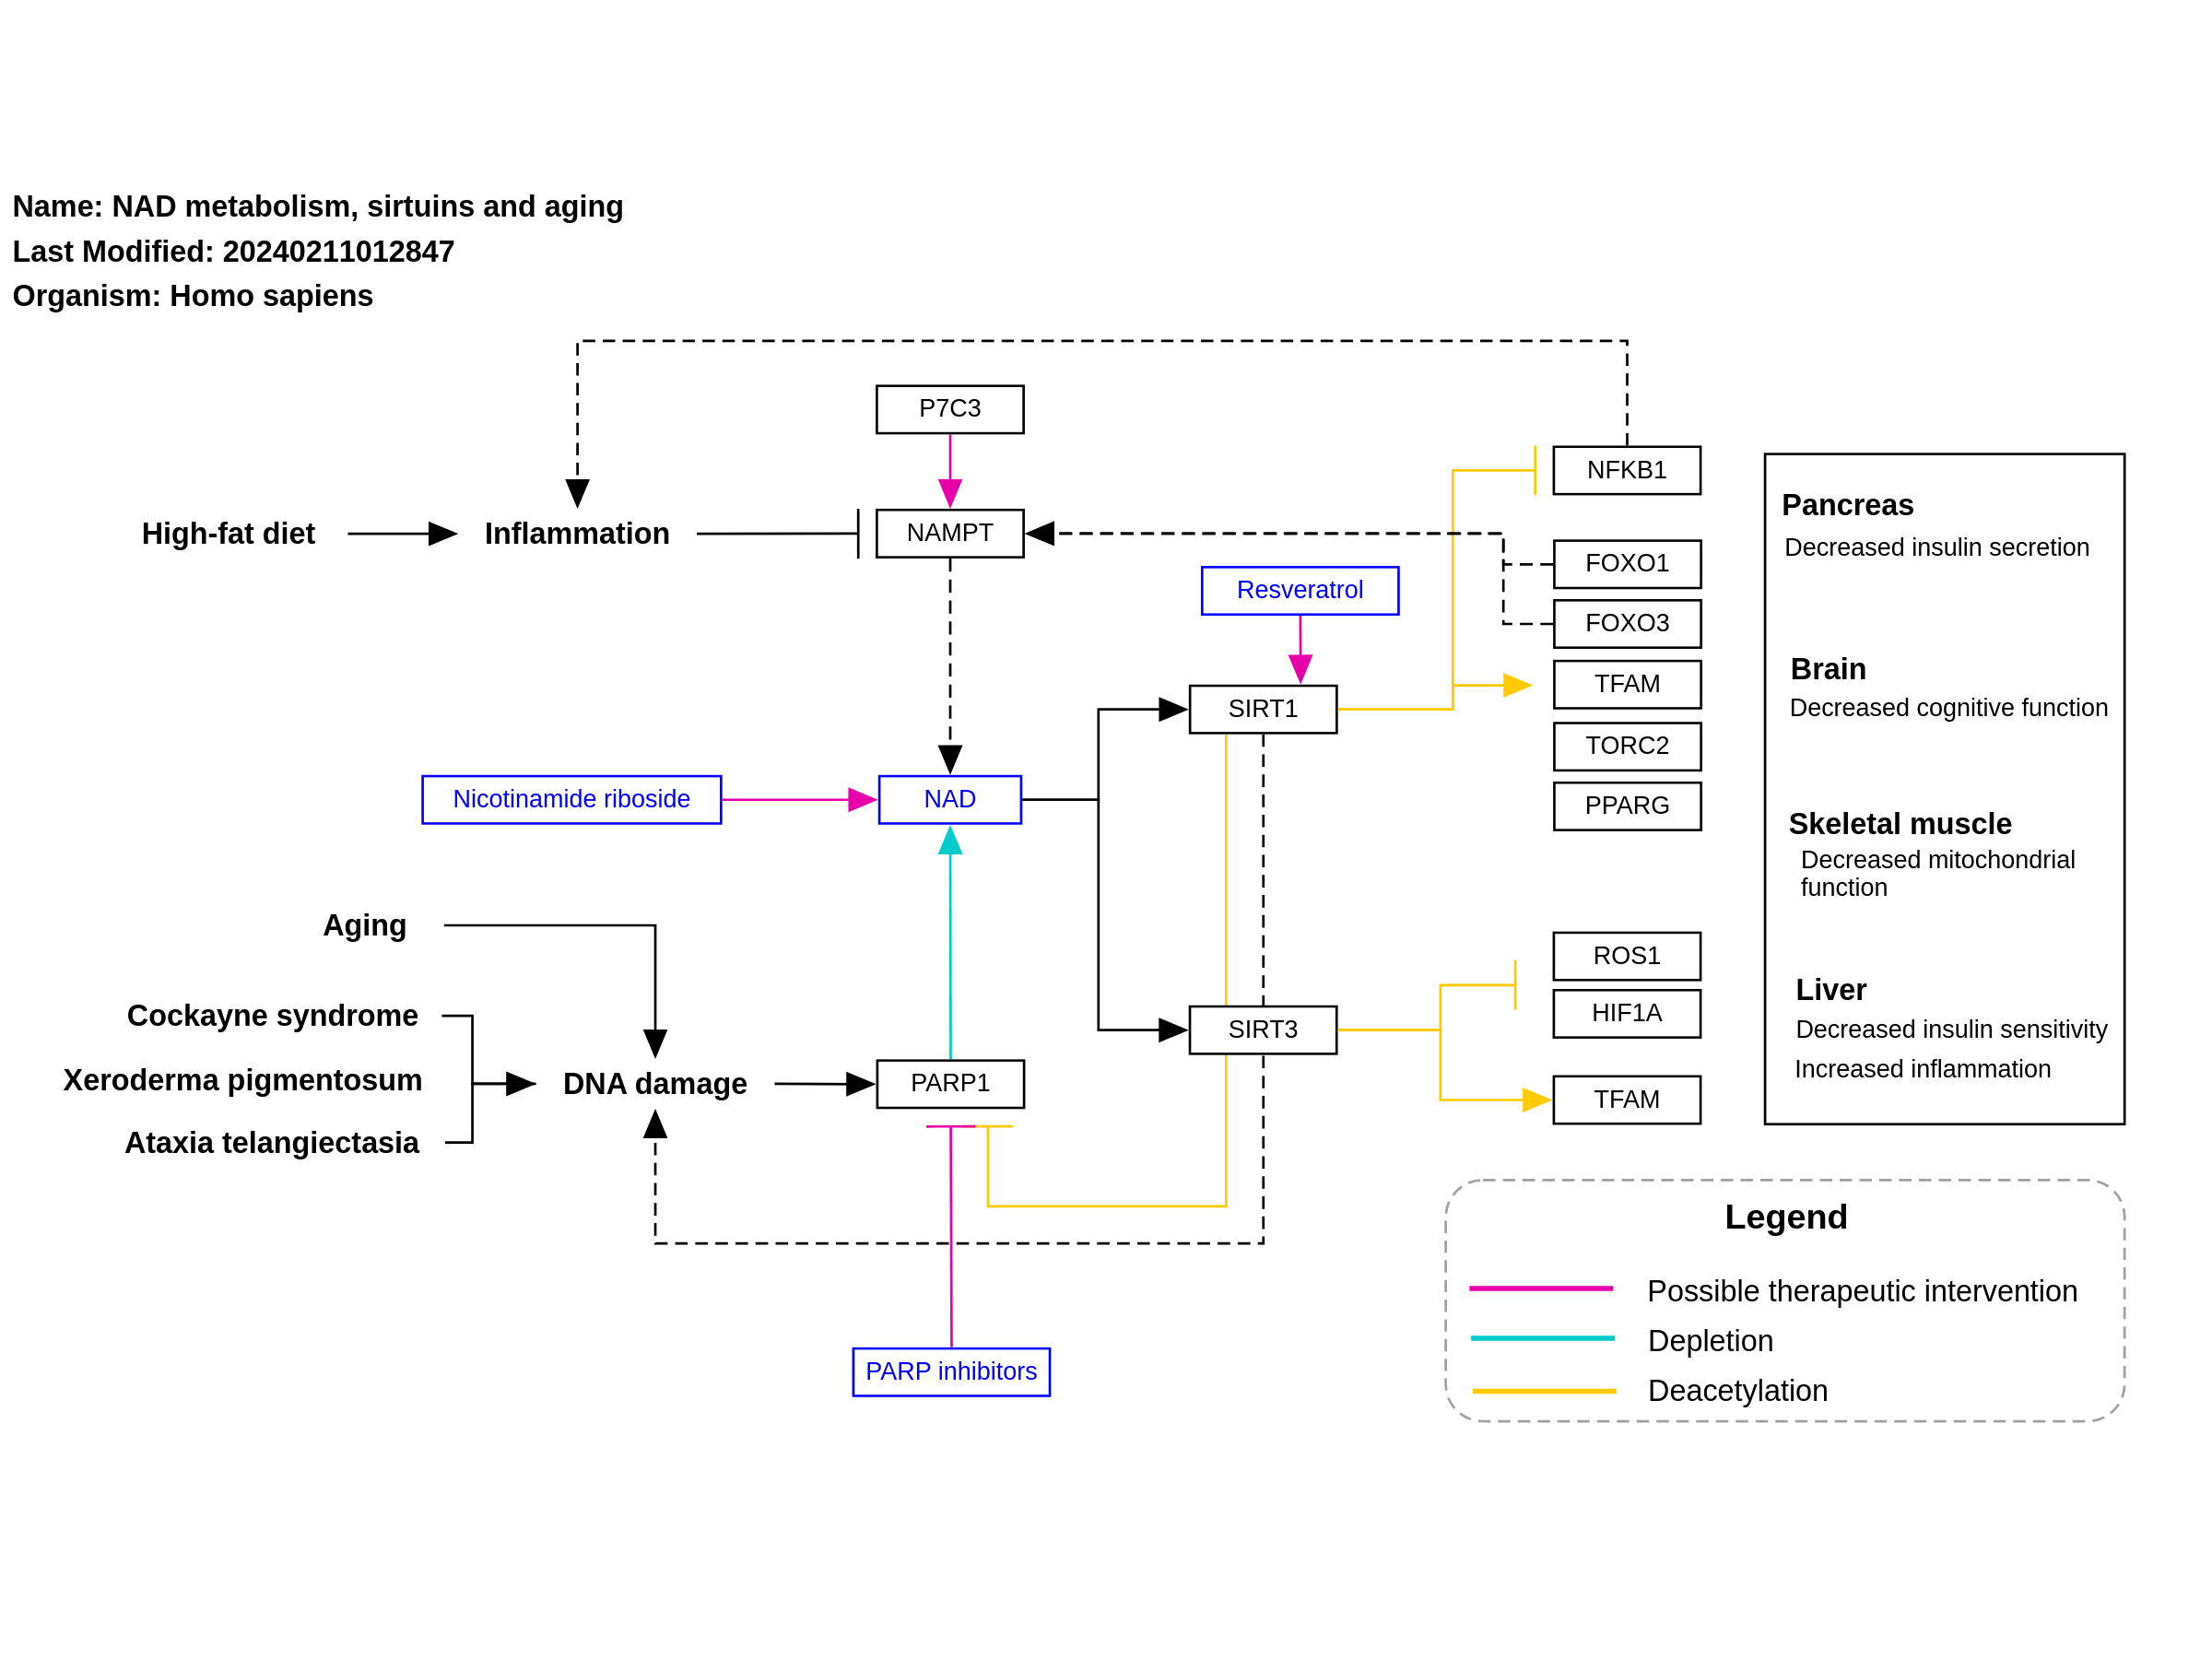 Name: NAD metabolism, sirtuins and aging
Last Modified: 20240211012847
Organism: Homo sapiens
P7C3
NFKB1
High-fat diet
Inflammation
NAMPT
FOXO1
Resveratrol
FOXO3
TFAM
SIRT1
TORC2
Nicotinamide riboside
NAD
PPARG
Aging
ROS1
Cockayne syndrome
SIRT3
HIF1A
Xeroderma pigmentosum
DNA damage
PARP1
TFAM
Ataxia telangiectasia
PARP inhibitors
Pancreas
Decreased insulin secretion
Brain
Decreased cognitive function
Skeletal muscle
Decreased mitochondrial
function
Liver
Decreased insulin sensitivity
Increased inflammation
Legend
Possible therapeutic intervention
Depletion
Deacetylation